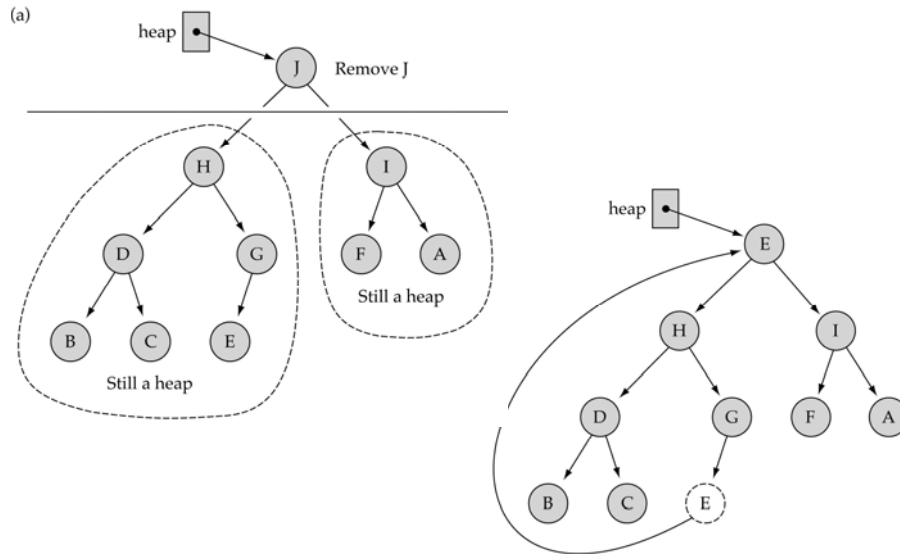 (a)
heap
J Remove J
H I
D G F A
Still a heap
B C E
Still a heap
heap
E
H I
D G F A
B C E